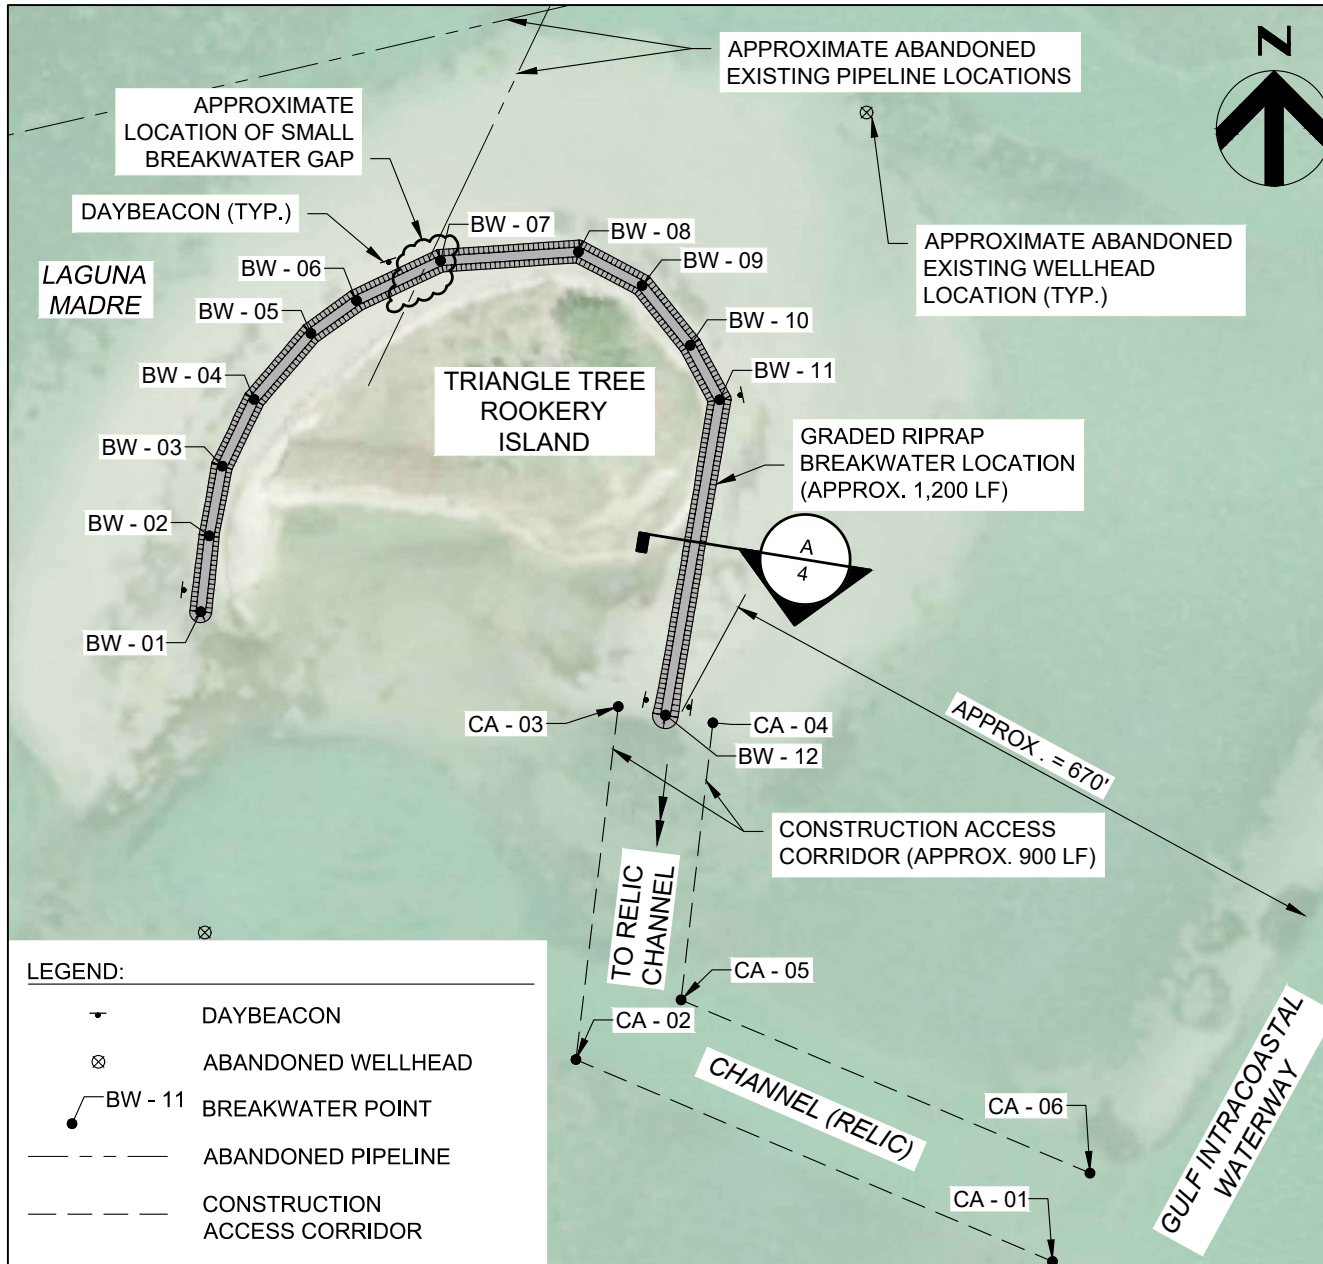 APPROXIMATE ABANDONED
EXISTING PIPELINE LOCATIONS
N
APPROXIMATE
LOCATION OF SMALL
BREAKWATER GAP
DAYBEACON (TYP.)
LAGUNA
MADRE
APPROXIMATE ABANDONED
EXISTING WELLHEAD
LOCATION (TYP.)
BW - 07
BW - 08
BW - 06
BW - 09
BW - 05
BW - 10
BW - 04
BW - 11
TRIANGLE TREE
ROOKERY
ISLAND
BW - 03
GRADED RIPRAP
BREAKWATER LOCATION
(APPROX. 1,200 LF)
BW - 02
A
4
BW - 01
CA - 03
CA - 04
BW - 12
APPROX . = 670'
CONSTRUCTION ACCESS
CORRIDOR (APPROX. 900 LF)
TO RELIC
CHANNEL
CA - 05
CA - 02
CHANNEL (RELIC)
CA - 06
CA - 01
GULF INTRACOASTAL
WATERWAY
LEGEND:
DAYBEACON
ABANDONED WELLHEAD
BW - 11
BREAKWATER POINT
ABANDONED PIPELINE
CONSTRUCTION
ACCESS CORRIDOR